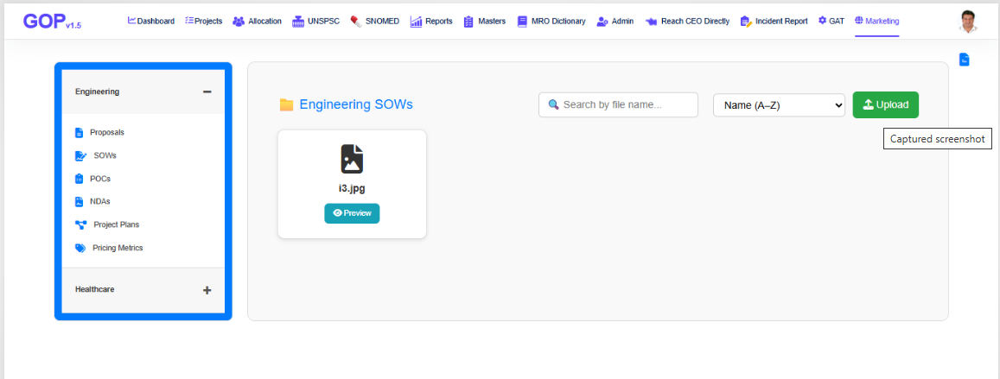 GOP v1.5
Dashboard Projects Allocation UNSPSC SNOMED Reports Masters MRO Dictionary Admin Reach CEO Directly Incident Report GAT Marketing
Engineering
Proposals
SOWs
POCs
NDAs
Project Plans
Pricing Metrics
Healthcare
Engineering SOWs
Search by file name...
Name (A–Z)
Upload
Captured screenshot
i3.jpg
Preview